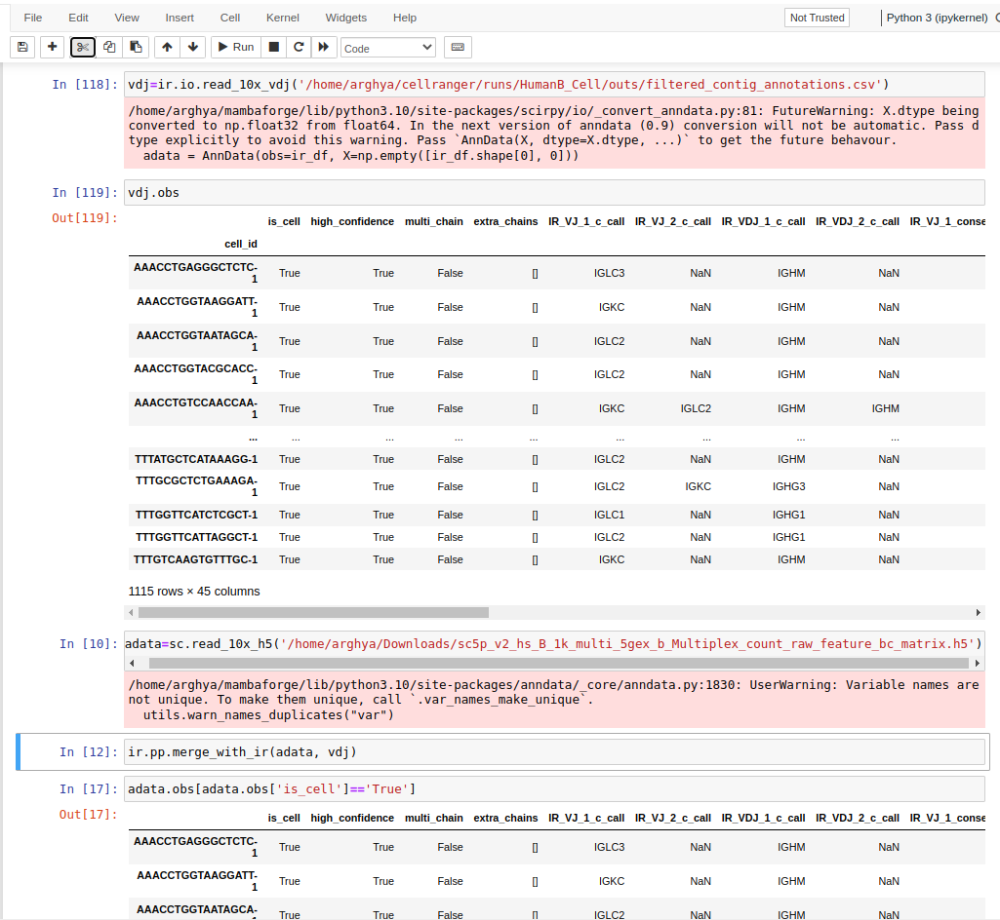 File Edit View Insert Cell Kernel Widgets Help Not Trusted Python 3 (ipykernel)
Run Code
In [118]: vdj=ir.io.read_10x_vdj('/home/arghya/cellranger/runs/HumanB_Cell/outs/filtered_contig_annotations.csv')
/home/arghya/mambaforge/lib/python3.10/site-packages/scirpy/io/_convert_anndata.py:81: FutureWarning: X.dtype being
converted to np.float32 from float64. In the next version of anndata (0.9) conversion will not be automatic. Pass d
type explicitly to avoid this warning. Pass `AnnData(X, dtype=X.dtype, ...)` to get the future behavour.
adata = AnnData(obs=ir_df, X=np.empty([ir_df.shape[0], 0]))
In [119]: vdj.obs
Out[119]:
is_cell high_confidence multi_chain extra_chains IR_VJ_1_c_call IR_VJ_2_c_call IR_VDJ_1_c_call IR_VDJ_2_c_call IR_VJ_1_conse
cell_id
AAACCTGAGGGCTCTC-1 True True False [] IGLC3 NaN IGHM NaN
AAACCTGGTAAGGATT-1 True True False [] IGKC NaN IGHM NaN
AAACCTGGTAATAGCA-1 True True False [] IGLC2 NaN IGHM NaN
AAACCTGGTACGCACC-1 True True False [] IGLC2 NaN IGHM NaN
AAACCTGTCCAACCAA-1 True True False [] IGKC IGLC2 IGHM IGHM
... ... ... ... ... ... ... ... ...
TTTATGCTCATAAAGG-1 True True False [] IGLC2 NaN IGHM NaN
TTTGCGCTCTGAAAGA-1 True True False [] IGLC2 IGKC IGHG3 NaN
TTTGGTTCATCTCGCT-1 True True False [] IGLC1 NaN IGHG1 NaN
TTTGGTTCATTAGGCT-1 True True False [] IGLC2 NaN IGHG1 NaN
TTTGTCAAGTGTTTGC-1 True True False [] IGKC NaN IGHM NaN
1115 rows × 45 columns
In [10]: adata=sc.read_10x_h5('/home/arghya/Downloads/sc5p_v2_hs_B_1k_multi_5gex_b_Multiplex_count_raw_feature_bc_matrix.h5')
/home/arghya/mambaforge/lib/python3.10/site-packages/anndata/_core/anndata.py:1830: UserWarning: Variable names are
not unique. To make them unique, call `.var_names_make_unique`.
utils.warn_names_duplicates("var")
In [12]: ir.pp.merge_with_ir(adata, vdj)
In [17]: adata.obs[adata.obs['is_cell']=='True']
Out[17]:
is_cell high_confidence multi_chain extra_chains IR_VJ_1_c_call IR_VJ_2_c_call IR_VDJ_1_c_call IR_VDJ_2_c_call IR_VJ_1_conse
AAACCTGAGGGCTCTC-1 True True False [] IGLC3 NaN IGHM NaN
AAACCTGGTAAGGATT-1 True True False [] IGKC NaN IGHM NaN
AAACCTGGTAATAGCA- True True False [] IGLC2 NaN IGHM NaN